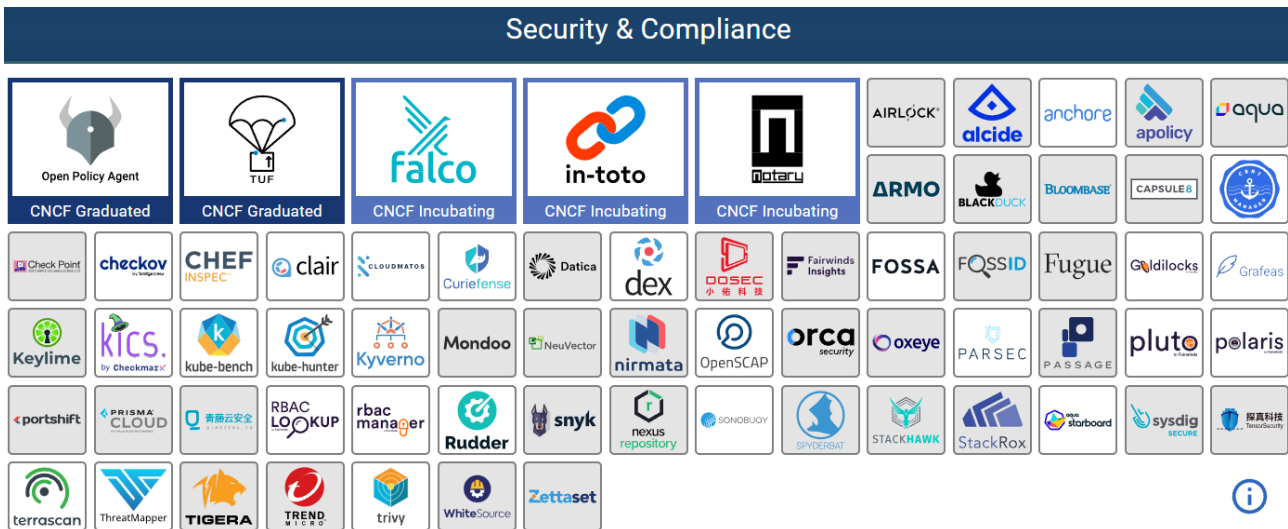 Security & Compliance
Open Policy Agent
CNCF Graduated
TUF
CNCF Graduated
falco
CNCF Incubating
in-toto
CNCF Incubating
notary
CNCF Incubating
AIRLOCK
alcide
anchore
apolicy
aqua
ARMO
BLACKDUCK
BLOOMBASE
CAPSULE8
CERT
MANAGER
Check Point
checkov
by bridgecrew
CHEF
INSPEC
clair
CLOUDMATOS
Curiefense
Datica
dex
DOSEC
小佑科技
Fairwinds
Insights
FOSSA
FOSSID
Fugue
Goldilocks
Grafeas
Keylime
kics.
by Checkmarx
kube-bench
kube-hunter
Kyverno
Mondoo
NeuVector
nirmata
OpenSCAP
orca
security
oxeye
PARSEC
PASSAGE
pluto
polaris
portshift
PRISMA
CLOUD
青藤云安全
RBAC
LOOKUP
rbac
manager
Rudder
snyk
nexus
repository
SONOBUOY
SPYDERBAT
STACKHAWK
StackRox
aqua
starboard
sysdig
SECURE
探真科技
TensorSecurity
terrascan
ThreatMapper
TIGERA
TREND
MICRO
trivy
WhiteSource
Zettaset